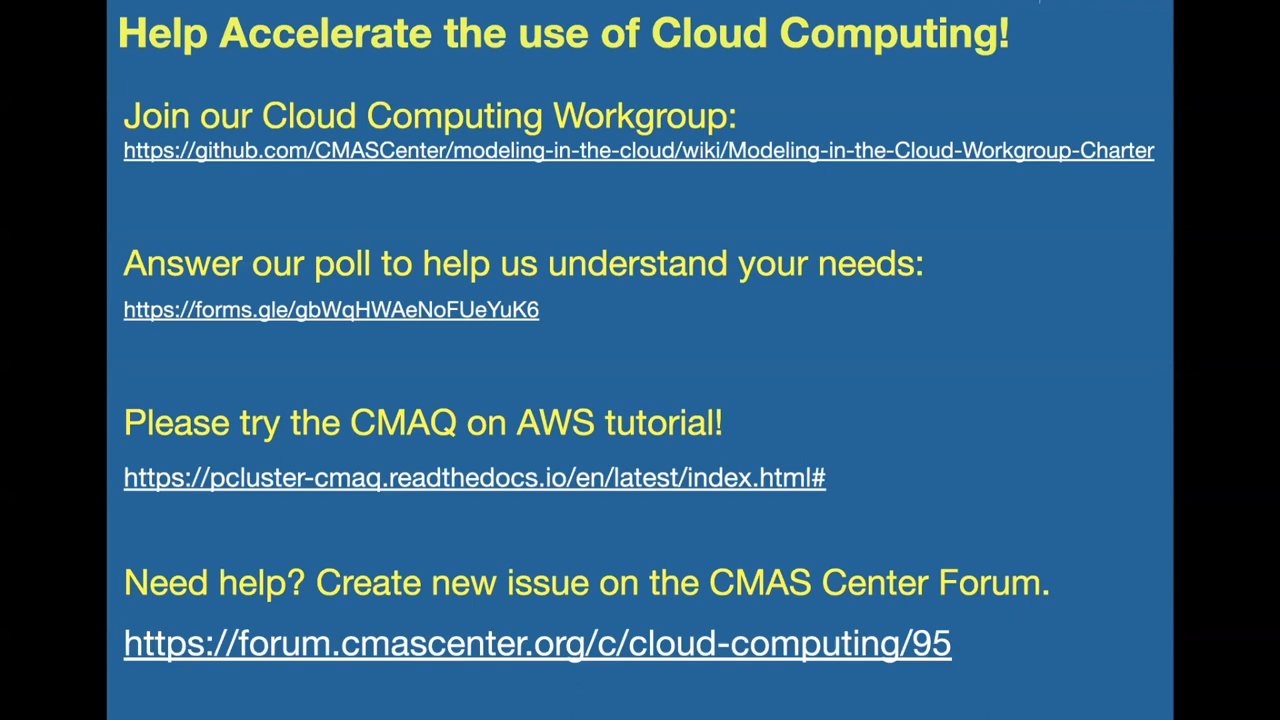 Help Accelerate the use of Cloud Computing!
Join our Cloud Computing Workgroup:
https://github.com/CMASCenter/modeling-in-the-cloud/wiki/Modeling-in-the-Cloud-Workgroup-Charter
Answer our poll to help us understand your needs:
https://forms.gle/gbWqHWAeNoFUeYuK6
Please try the CMAQ on AWS tutorial!
https://pcluster-cmaq.readthedocs.io/en/latest/index.html#
Need help? Create new issue on the CMAS Center Forum.
https://forum.cmascenter.org/c/cloud-computing/95